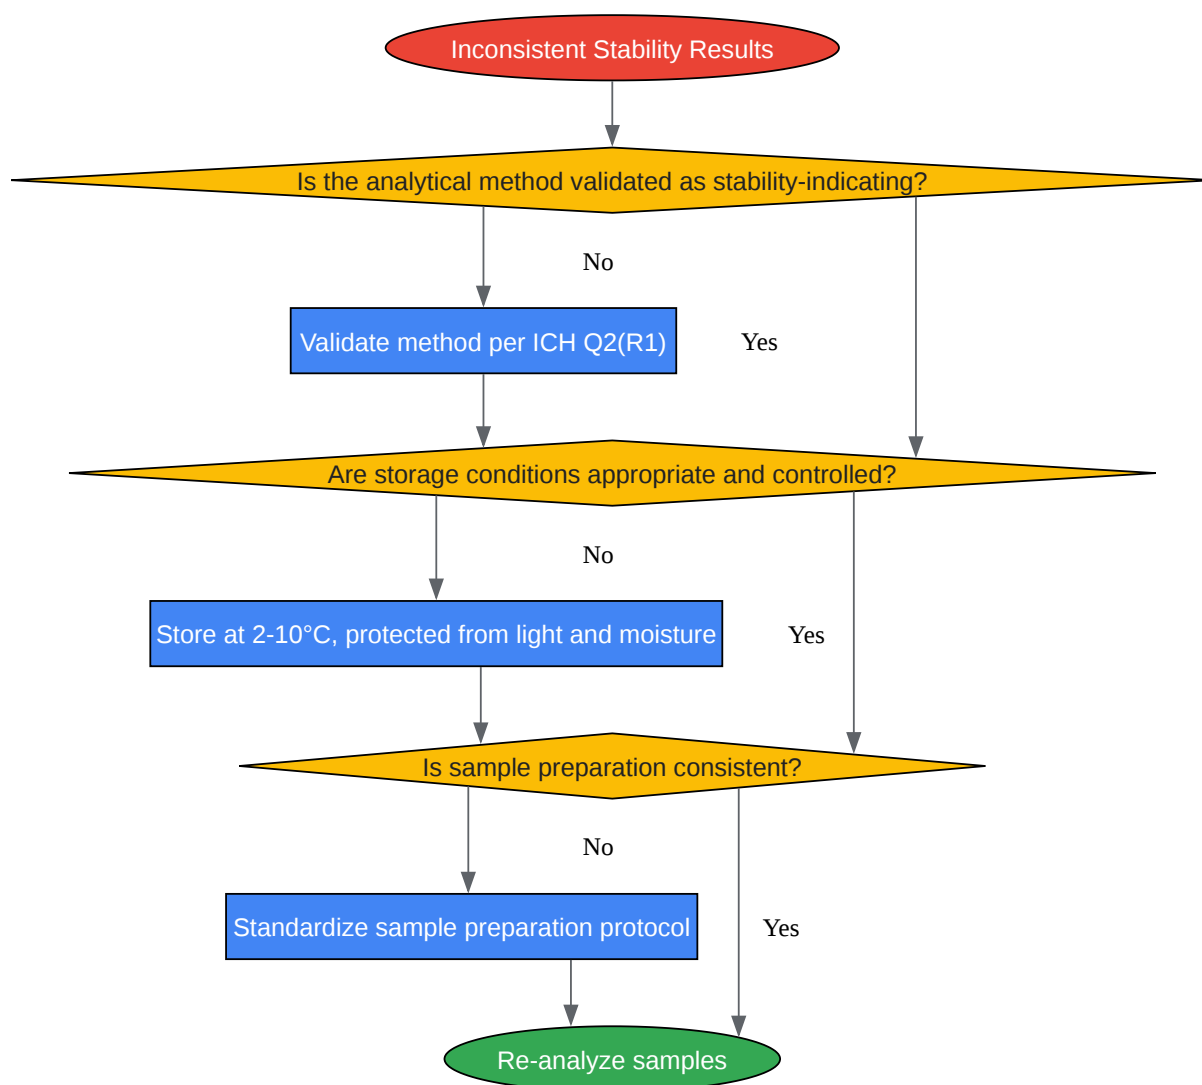 Inconsistent Stability Results
Is the analytical method validated as stability-indicating?
No
Validate method per ICH Q2(R1)
Yes
Are storage conditions appropriate and controlled?
No
Store at 2-10°C, protected from light and moisture
Yes
Is sample preparation consistent?
No
Standardize sample preparation protocol
Yes
Re-analyze samples